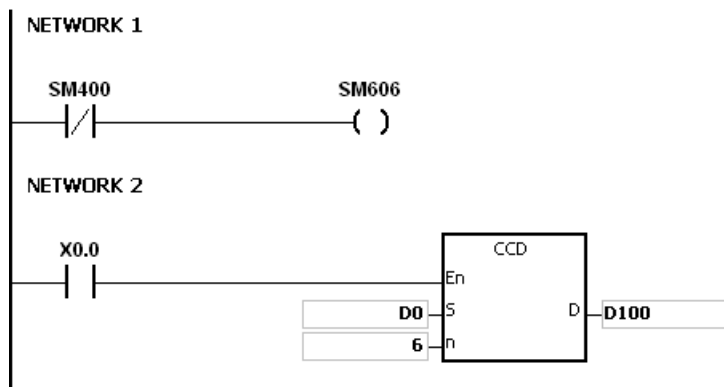 NETWORK 1
SM400 SM606
NETWORK 2
X0.0
CCD
En
D0 S D D100
6 n